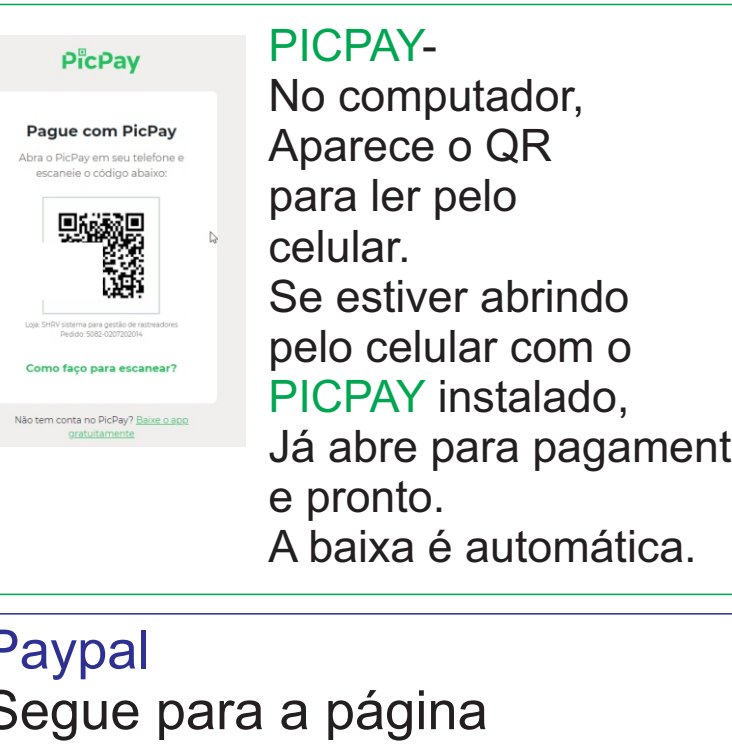 PicPay
Pague com PicPay
Abra o PicPay em seu telefone e
escaneie o código abaixo:
Loja: SHRV sistema para gestão de rastreadores
Pedido: 5082-0207202014
Como faço para escanear?
Não tem conta no PicPay? Baixe o app
gratuitamente
PICPAY-
No computador,
Aparece o QR
para ler pelo
celular.
Se estiver abrindo
pelo celular com o
PICPAY instalado,
Já abre para pagament
e pronto.
A baixa é automática.
Paypal
Segue para a página